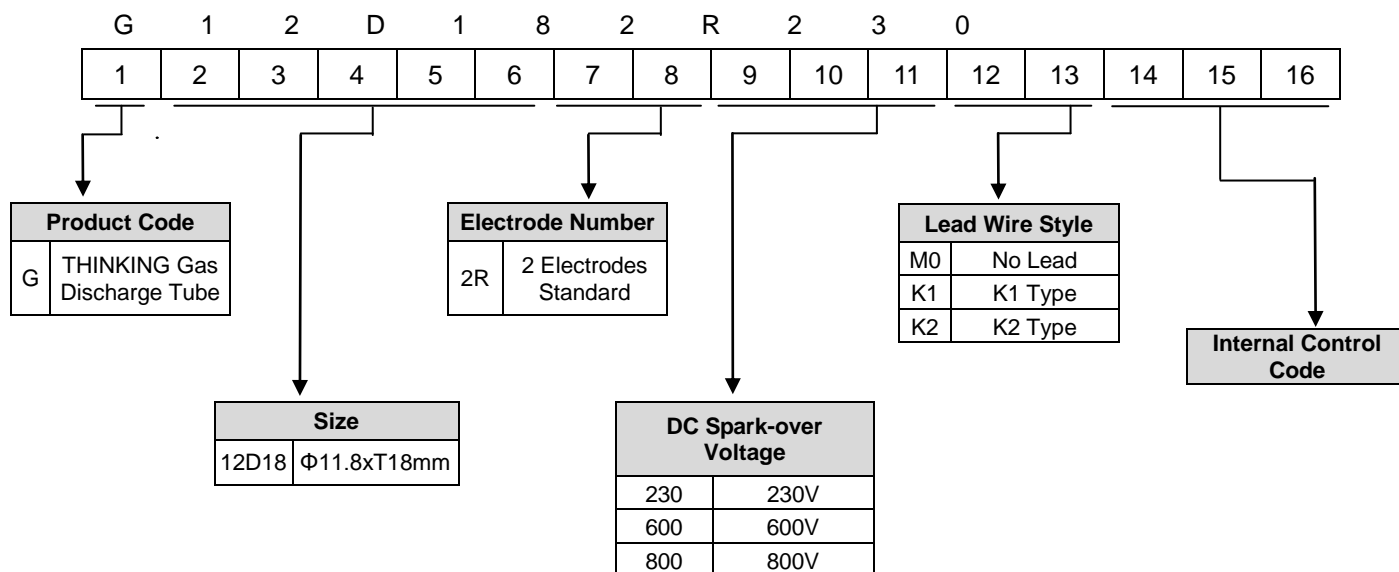 G 1 2 D 1 8 2 R 2 3 0
1 2 3 4 5 6 7 8 9 10 11 12 13 14 15 16
Product Code
G THINKING Gas
Discharge Tube
Electrode Number
2R 2 Electrodes
Standard
Lead Wire Style
M0 No Lead
K1 K1 Type
K2 K2 Type
Internal Control
Code
Size
12D18 Φ11.8xT18mm
DC Spark-over
Voltage
230 230V
600 600V
800 800V